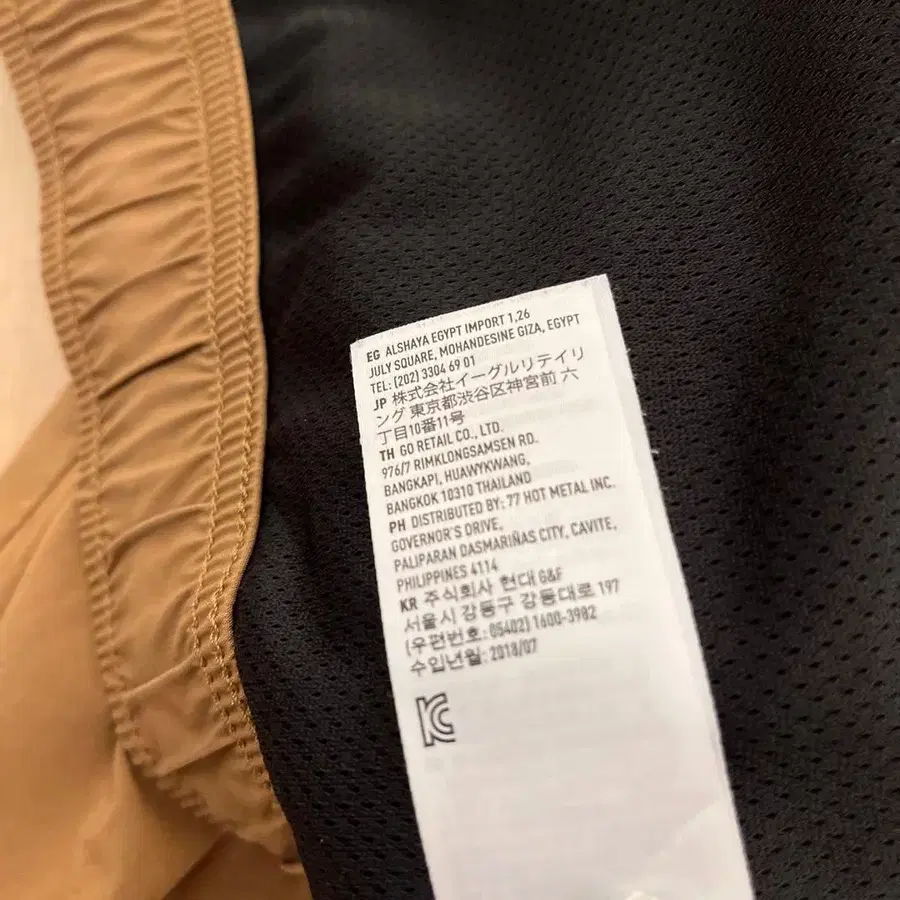 EG ALSHAYA EGYPT IMPORT 1,26
JULY SQUARE, MOHANDESINE GIZA, EGYPT
TEL: (202) 3304 69 01
JP 株式会社イーグルリテイリ
ング 東京都渋谷区神宮前 六
丁目10番11号
TH GO RETAIL CO., LTD.
976/7 RIMKLONGSAMSEN RD.
BANGKAPI, HUAWYKWANG,
BANGKOK 10310 THAILAND
PH DISTRIBUTED BY: 77 HOT METAL INC.
GOVERNOR'S DRIVE,
PALIPARAN DASMARIÑAS CITY, CAVITE,
PHILIPPINES 4114
KR 주식회사 현대 G&F
서울시 강동구 강동대로 197
(우편번호: 05402) 1600-3982
수입년월: 2018/07